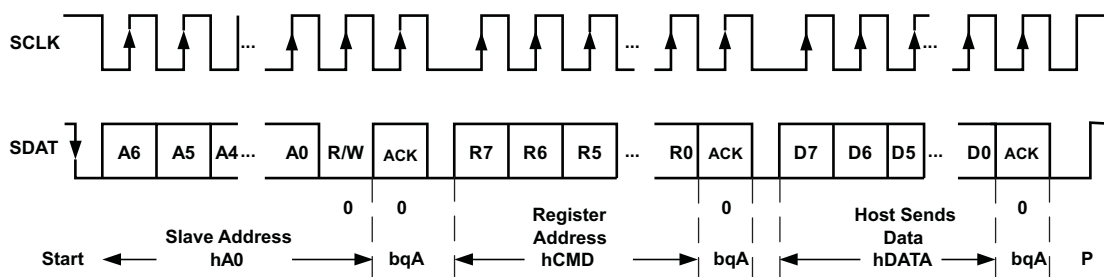 SCLK ... ... ...
SDAT A6 A5 A4 ... A0 R/W ACK R7 R6 R5 ... R0 ACK D7 D6 D5 ... D0 ACK
0 0 0 0
Start Slave Address hA0 bqA Register Address hCMD bqA Host Sends Data hDATA bqA P